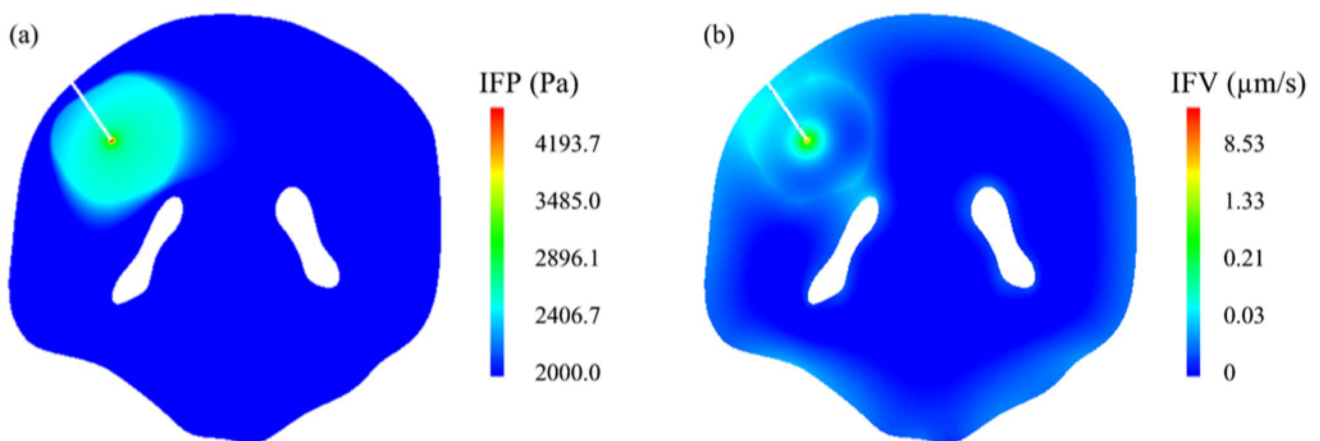 (a)
IFP (Pa)
4193.7
3485.0
2896.1
2406.7
2000.0
(b)
IFV (µm/s)
8.53
1.33
0.21
0.03
0